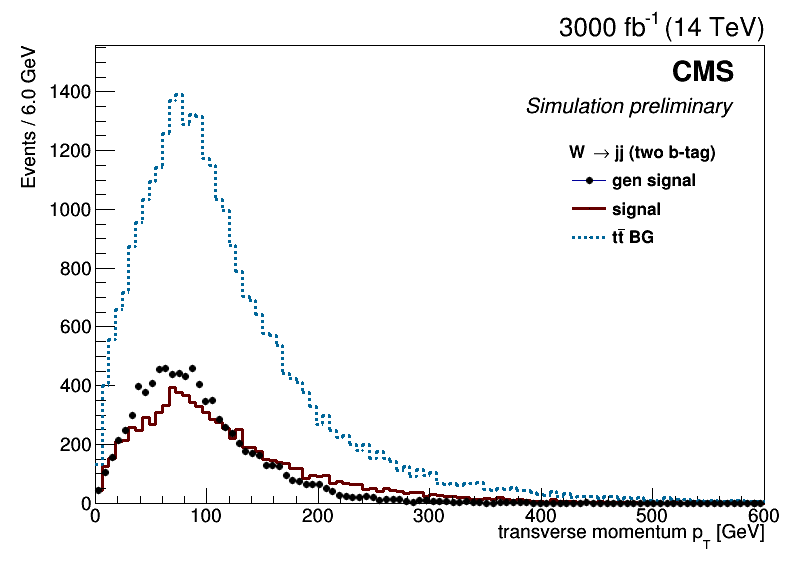 3000 fb⁻¹ (14 TeV)
CMS
Simulation preliminary
W → jj (two b-tag)
gen signal
signal
tt̄ BG
Events / 6.0 GeV
1400
1200
1000
800
600
400
200
0
0 100 200 300 400 500 600
transverse momentum p_T [GeV]